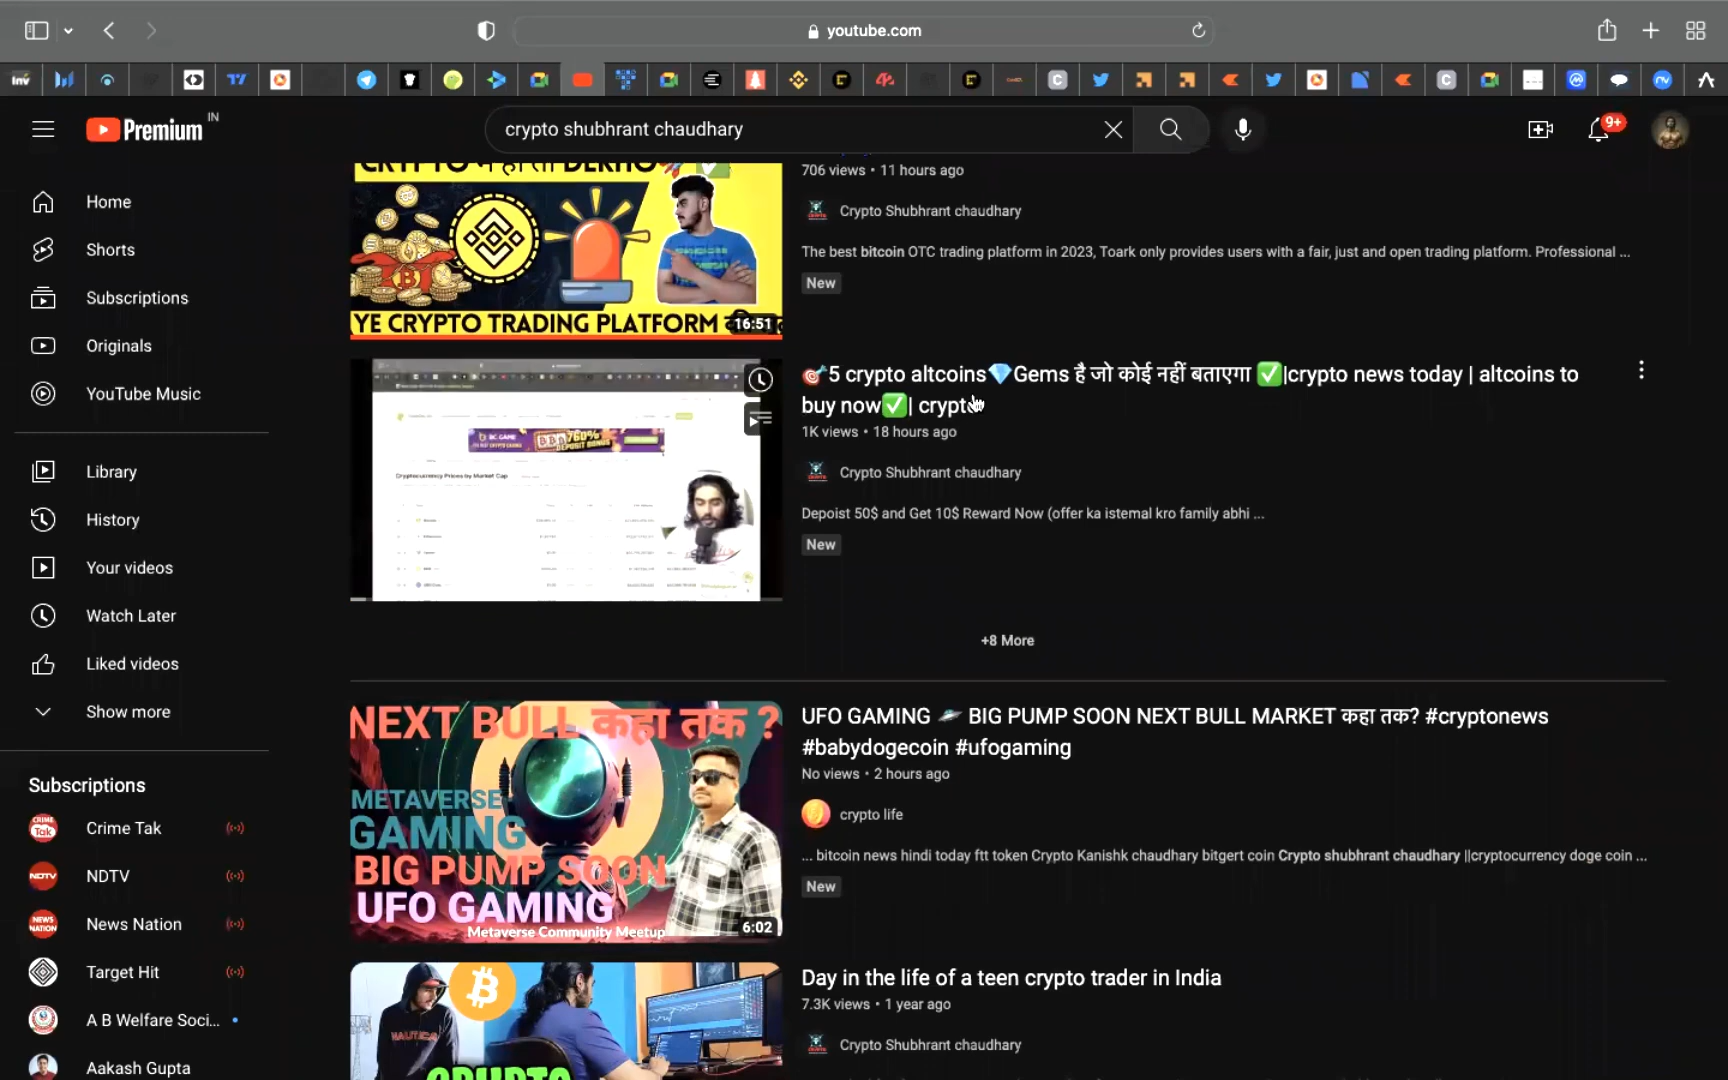 youtube.com
Inv
Premium
IN
crypto shubhrant chaudhary
9+
Home
Shorts
Subscriptions
Originals
YouTube Music
Library
History
Your videos
Watch Later
Liked videos
Show more
Subscriptions
Crime Tak
NDTV
News Nation
Target Hit
A B Welfare Soci...
Aakash Gupta
YE CRYPTO TRADING PLATFORM
16:51
706 views • 11 hours ago
Crypto Shubhrant chaudhary
The best bitcoin OTC trading platform in 2023, Toark only provides users with a fair, just and open trading platform. Professional ...
New
Cryptocurrency Prices by Market Cap
🎯5 crypto altcoins💎Gems है जो कोई नहीं बताएगा ✅|crypto news today | altcoins to
buy now✅| crypto
1K views • 18 hours ago
Crypto Shubhrant chaudhary
Depoist 50$ and Get 10$ Reward Now (offer ka istemal kro family abhi ...
New
+8 More
NEXT BULL कहा तक ?
METAVERSE
GAMING
BIG PUMP SOON
UFO GAMING
Metaverse Community Meetup
6:02
UFO GAMING 🛸 BIG PUMP SOON NEXT BULL MARKET कहा तक? #cryptonews
#babydogecoin #ufogaming
No views • 2 hours ago
crypto life
... bitcoin news hindi today ftt token Crypto Kanishk chaudhary bitgert coin Crypto shubhrant chaudhary ||cryptocurrency doge coin ...
New
CRYPTO
Day in the life of a teen crypto trader in India
7.3K views • 1 year ago
Crypto Shubhrant chaudhary